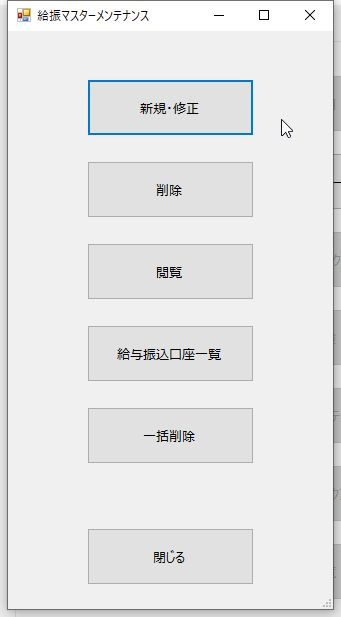 給振マスターメンテナンス
新規・修正
削除
閲覧
給与振込口座一覧
一括削除
閉じる